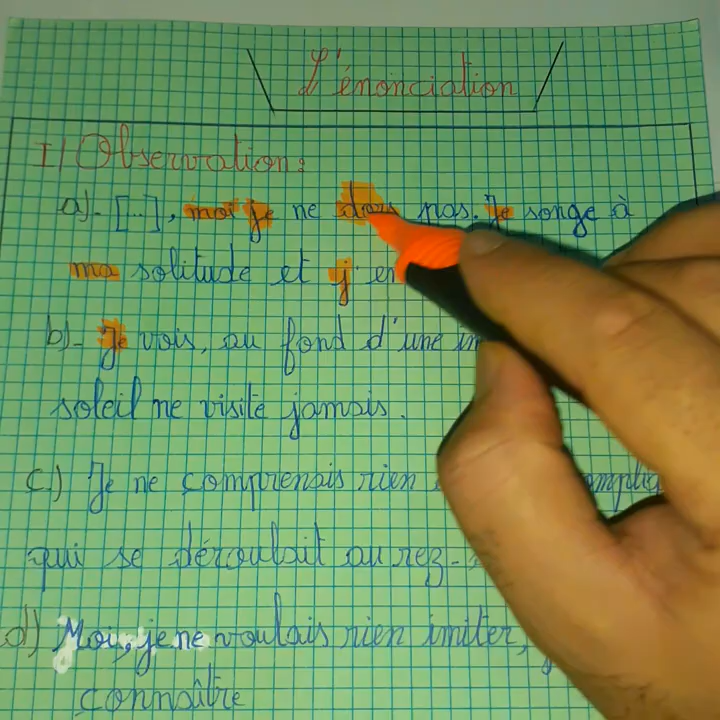 L'énonciation
I/ Observation :
a)- [...], moi je ne dors pas. Je songe à
ma solitude et j'en
b)- Je vois, au fond d'une im
soleil ne visite jamais.
c.) Je ne comprenais rien
qui se déroulait au rez-
d) Moi, je ne voulais rien imiter,
connaître